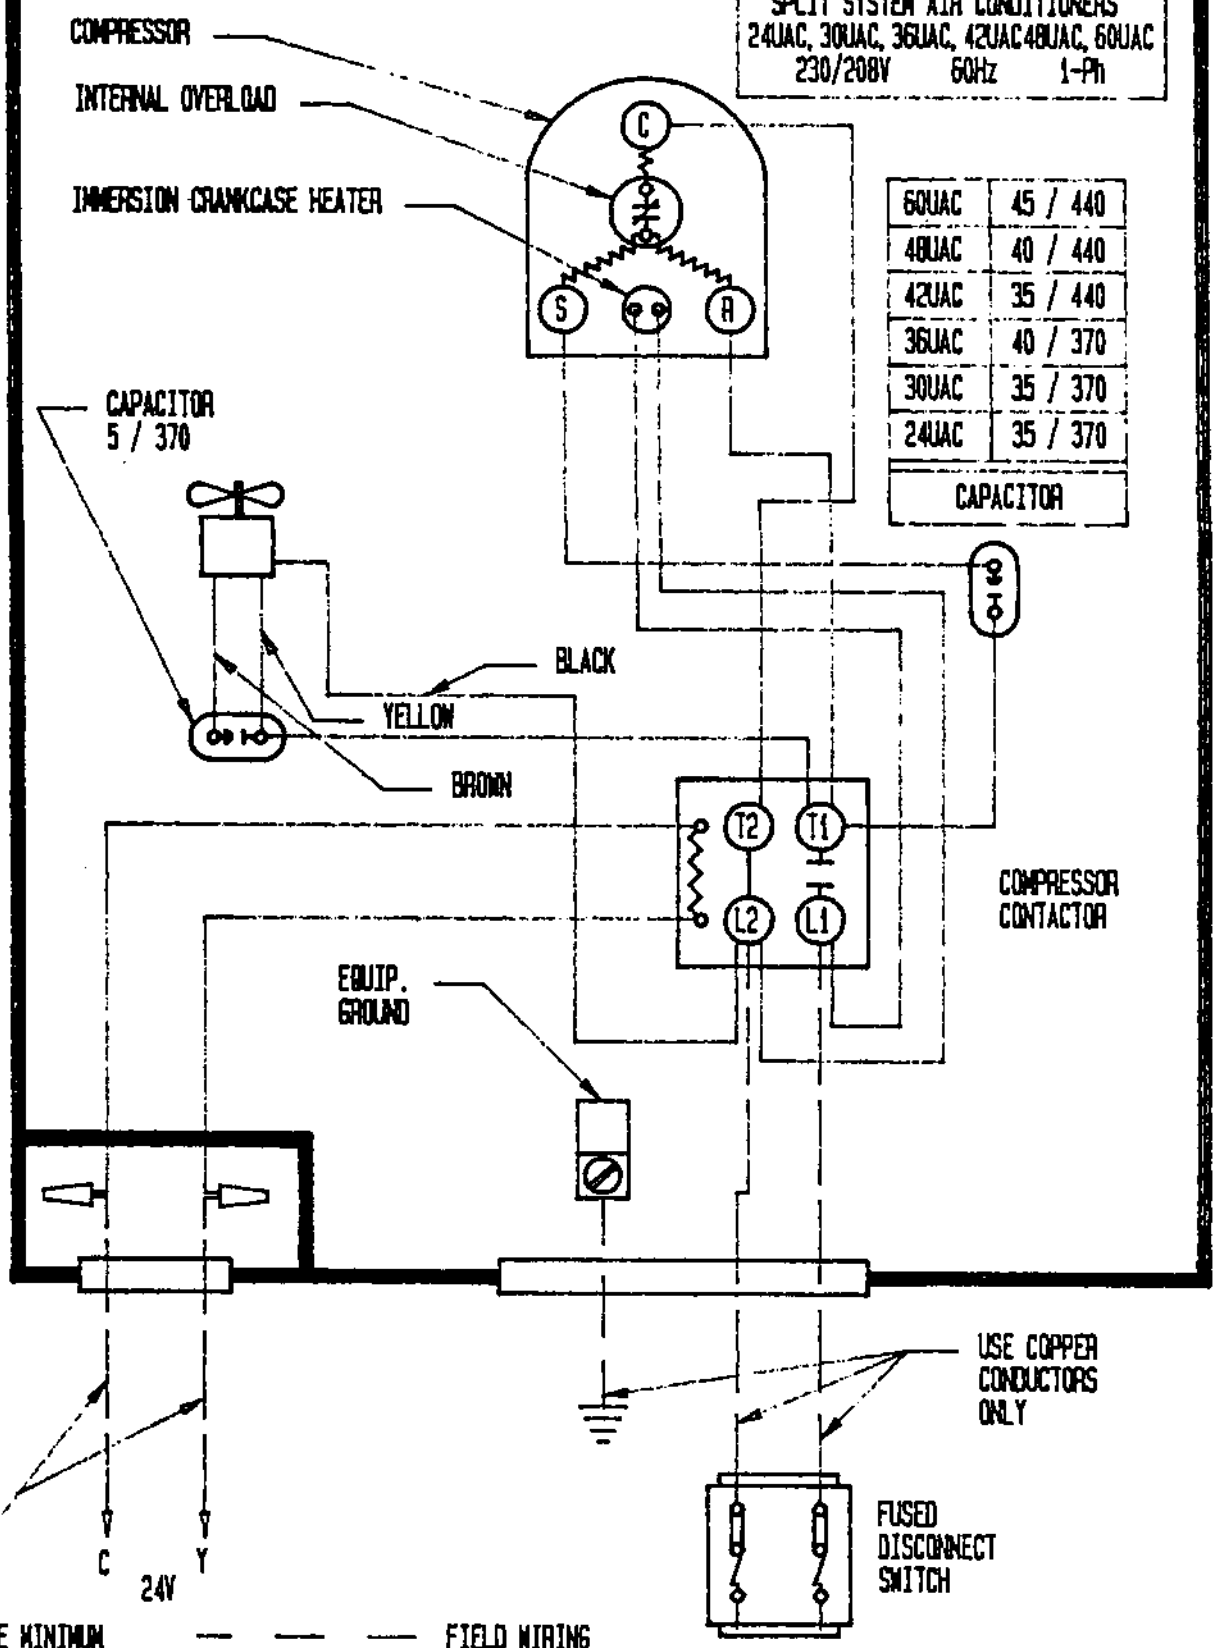 SPLIT SYSTEM AIR CONDITIONERS
24UAC, 30UAC, 36UAC, 42UAC 48UAC, 60UAC
230/208V 60Hz 1-Ph
COMPRESSOR
INTERNAL OVERLOAD
IMMERSION CRANKCASE HEATER
C
S
R
60UAC 45 / 440
48UAC 40 / 440
42UAC 35 / 440
36UAC 40 / 370
30UAC 35 / 370
24UAC 35 / 370
CAPACITOR
CAPACITOR
5 / 370
BLACK
YELLOW
BROWN
T2 T1
L2 L1
COMPRESSOR
CONTACTOR
EQUIP.
GROUND
USE COPPER
CONDUCTORS
ONLY
FUSED
DISCONNECT
SWITCH
C Y
24V
MINIMUM
FIELD WIRING